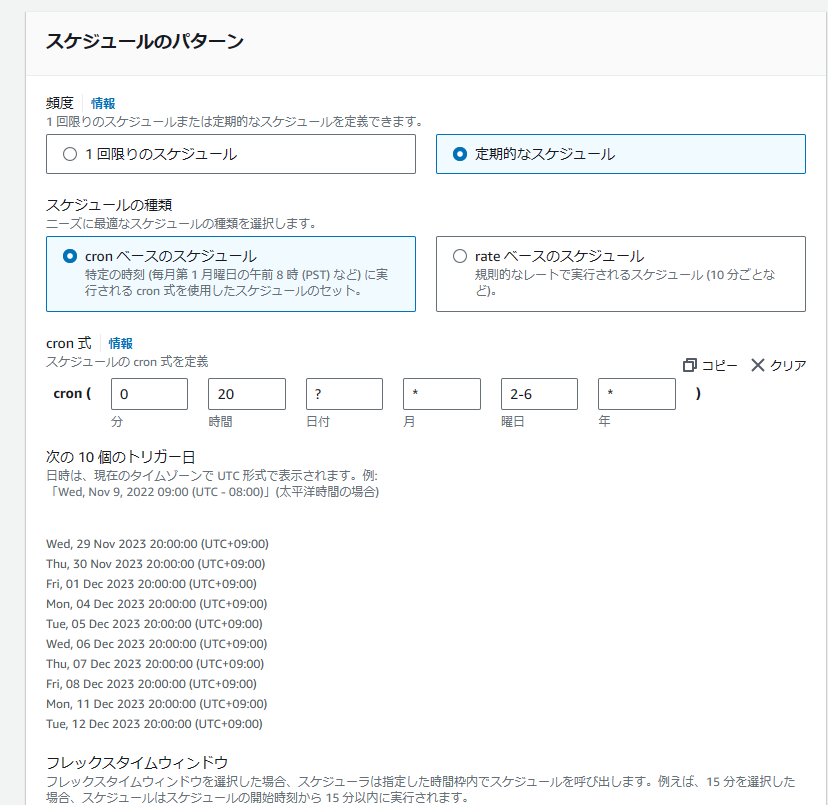 スケジュールのパターン
頻度 情報
1 回限りのスケジュールまたは定期的なスケジュールを定義できます。
1 回限りのスケジュール 定期的なスケジュール
スケジュールの種類
ニーズに最適なスケジュールの種類を選択します。
cron ベースのスケジュール
特定の時刻 (毎月第 1 月曜日の午前 8 時 (PST) など) に実
行される cron 式を使用したスケジュールのセット。
rate ベースのスケジュール
規則的なレートで実行されるスケジュール (10 分ごとな
ど)。
cron 式 情報
スケジュールの cron 式を定義
コピー クリア
cron ( 0 20 ? * 2-6 * )
分 時間 日付 月 曜日 年
次の 10 個のトリガー日
日時は、現在のタイムゾーンで UTC 形式で表示されます。例:
「Wed, Nov 9, 2022 09:00 (UTC - 08:00)」(太平洋時間の場合)
Wed, 29 Nov 2023 20:00:00 (UTC+09:00)
Thu, 30 Nov 2023 20:00:00 (UTC+09:00)
Fri, 01 Dec 2023 20:00:00 (UTC+09:00)
Mon, 04 Dec 2023 20:00:00 (UTC+09:00)
Tue, 05 Dec 2023 20:00:00 (UTC+09:00)
Wed, 06 Dec 2023 20:00:00 (UTC+09:00)
Thu, 07 Dec 2023 20:00:00 (UTC+09:00)
Fri, 08 Dec 2023 20:00:00 (UTC+09:00)
Mon, 11 Dec 2023 20:00:00 (UTC+09:00)
Tue, 12 Dec 2023 20:00:00 (UTC+09:00)
フレックスタイムウィンドウ
フレックスタイムウィンドウを選択した場合、スケジューラは指定した時間枠内でスケジュールを呼び出します。例えば、15 分を選択した
場合、スケジュールはスケジュールの開始時刻から 15 分以内に実行されます。